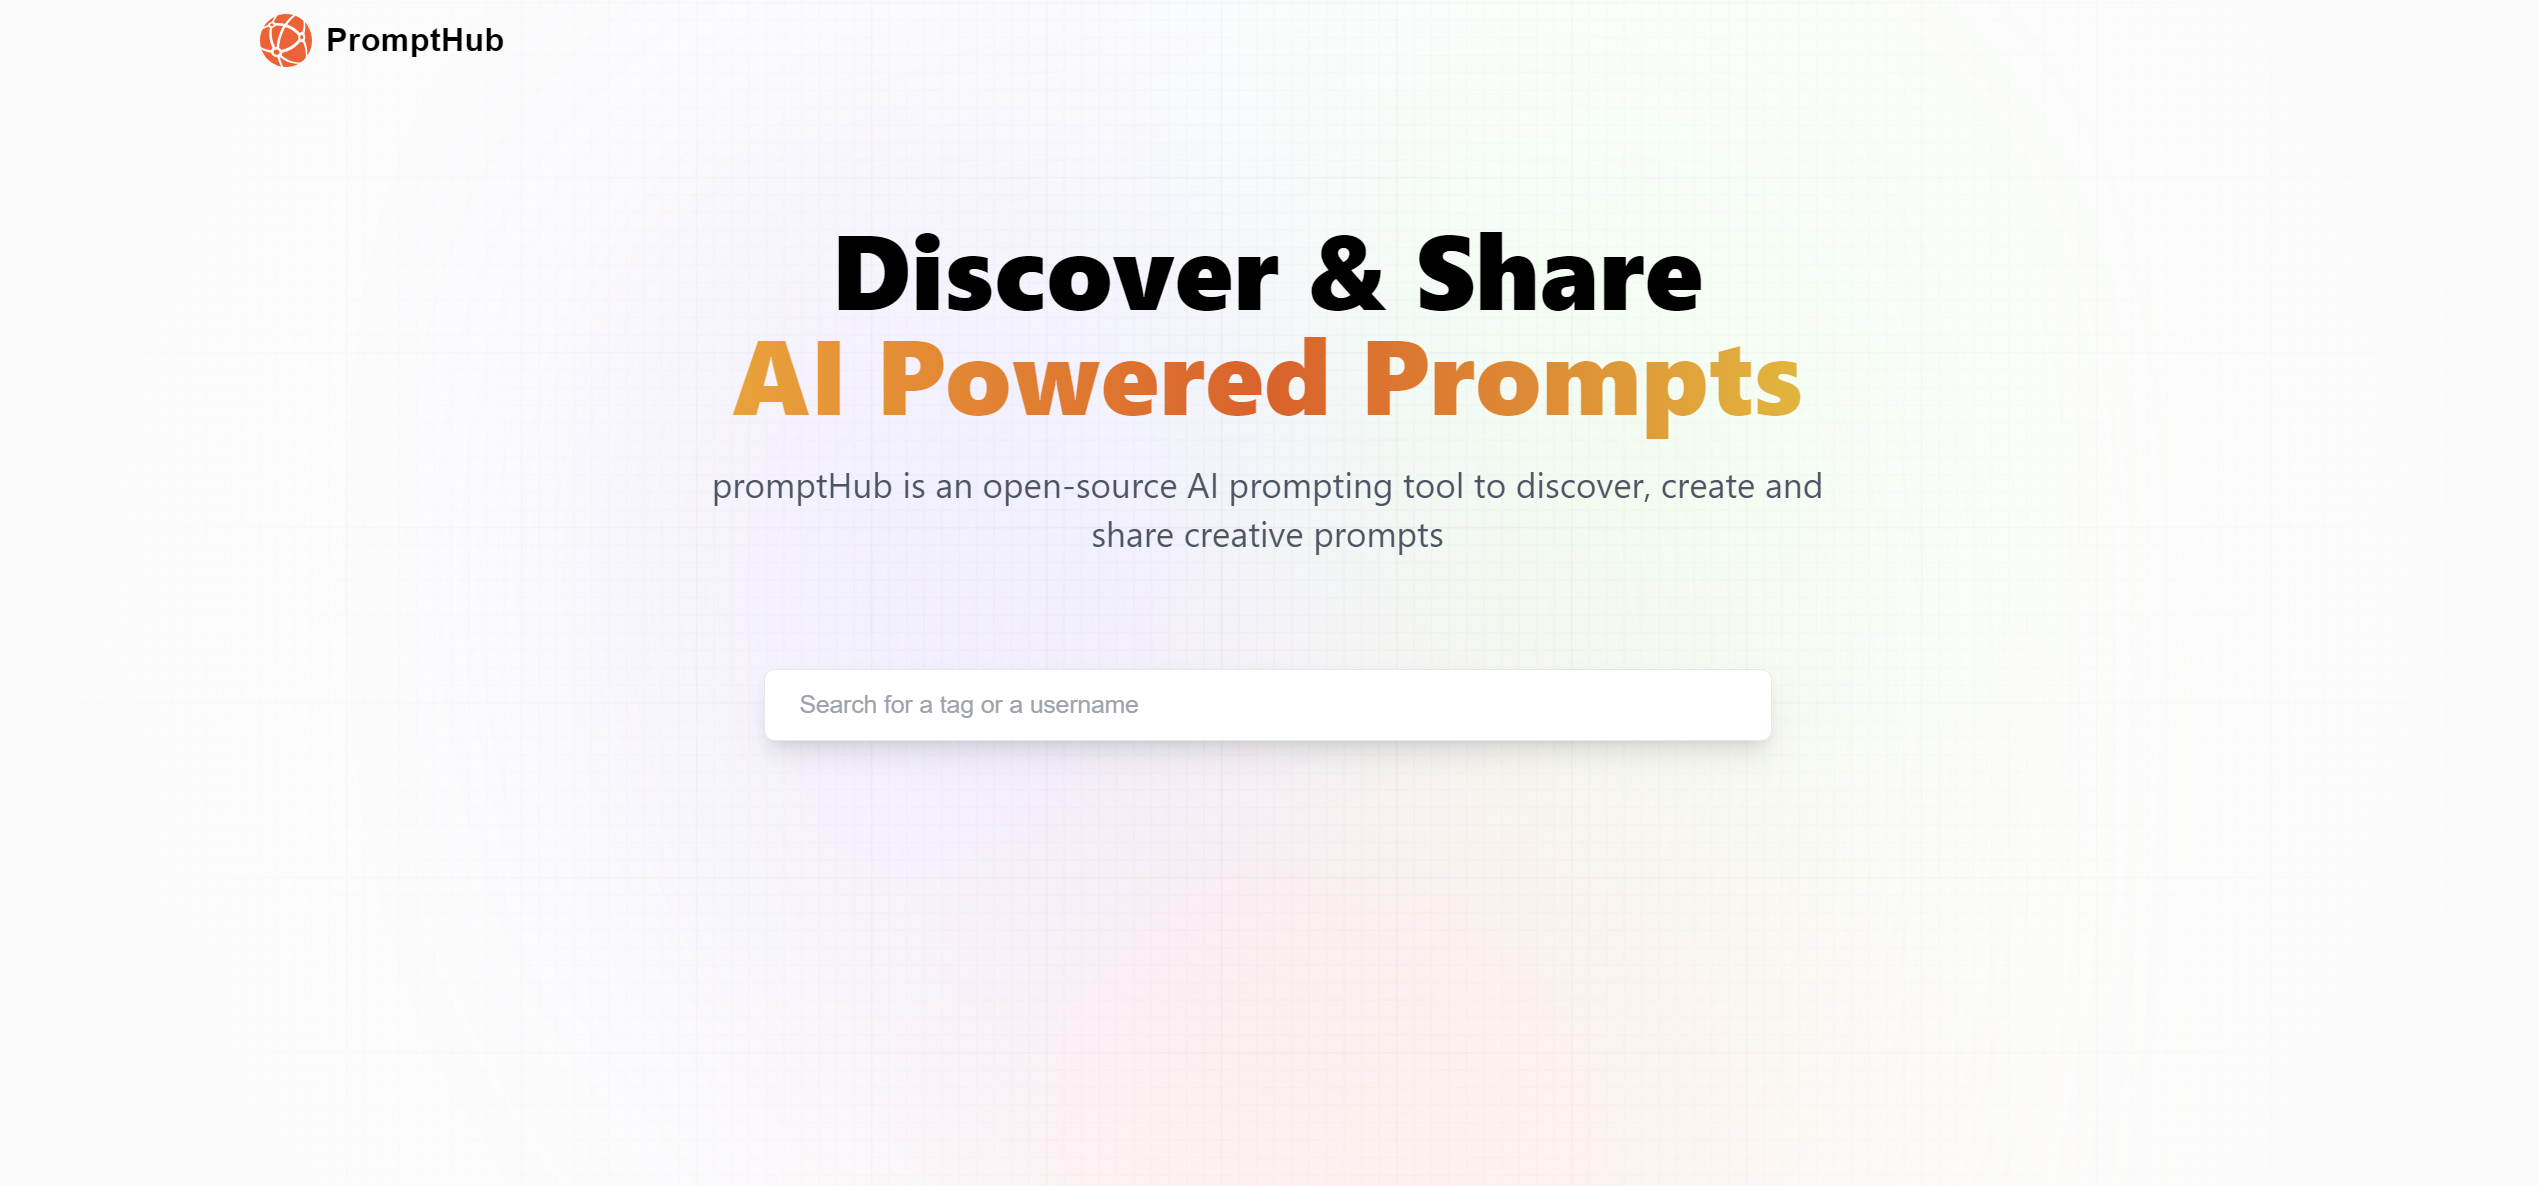 PromptHub
Discover & Share
AI Powered Prompts
promptHub is an open-source AI prompting tool to discover, create and
share creative prompts
Search for a tag or a username